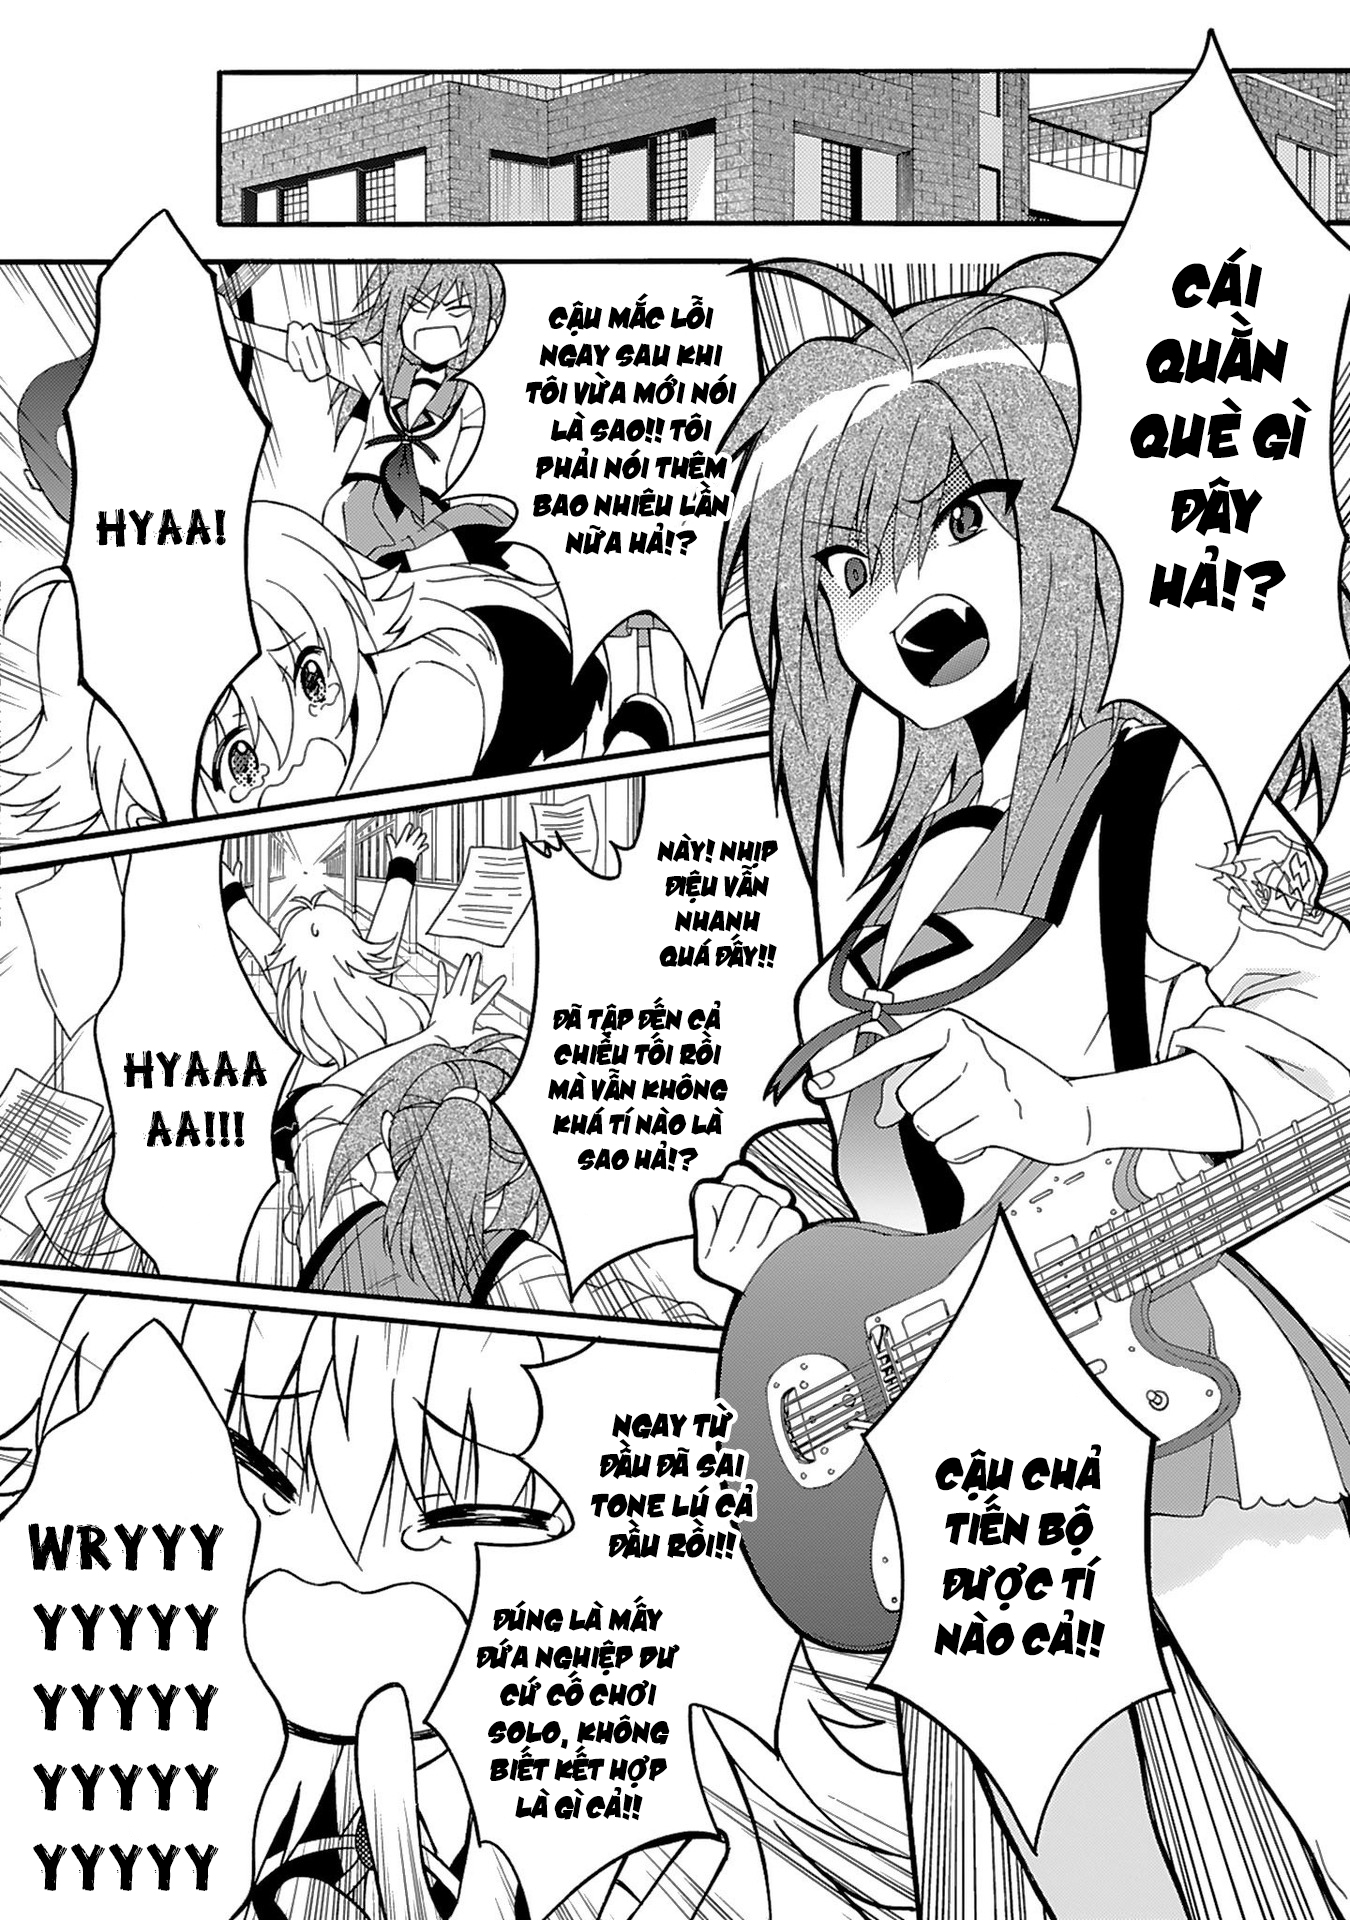 CÁI
QUẦN
QUÈ GÌ
ĐÂY
HẢ!?
CẬU CHẢ
TIẾN BỘ
ĐƯỢC TÍ
NÀO CẢ!!
CẬU MẮC LỖI
NGAY SAU KHI
TÔI VỪA MỚI NÓI
LÀ SAO!! TÔI
PHẢI NÓI THÊM
BAO NHIÊU LẦN
NỮA HẢ!?
HYAA!
NÀY! NHỊP
ĐIỆU VẪN
NHANH
QUÁ ĐẤY!!
ĐÃ TẬP ĐẾN CẢ
CHIỀU TỐI RỒI
MÀ VẪN KHÔNG
KHÁ TÍ NÀO LÀ
SAO HẢ!?
HYAAA
AA!!!
NGAY TỪ
ĐẦU ĐÃ SAI
TONE LÚ CẢ
ĐẦU RỒI!!
ĐÚNG LÀ MẤY
ĐỨA NGHIỆP DƯ
CỨ CỐ CHƠI
SOLO, KHÔNG
BIẾT KẾT HỢP
LÀ GÌ CẢ!!
WRYYY
YYYYY
YYYYY
YYYYY
YYYYY